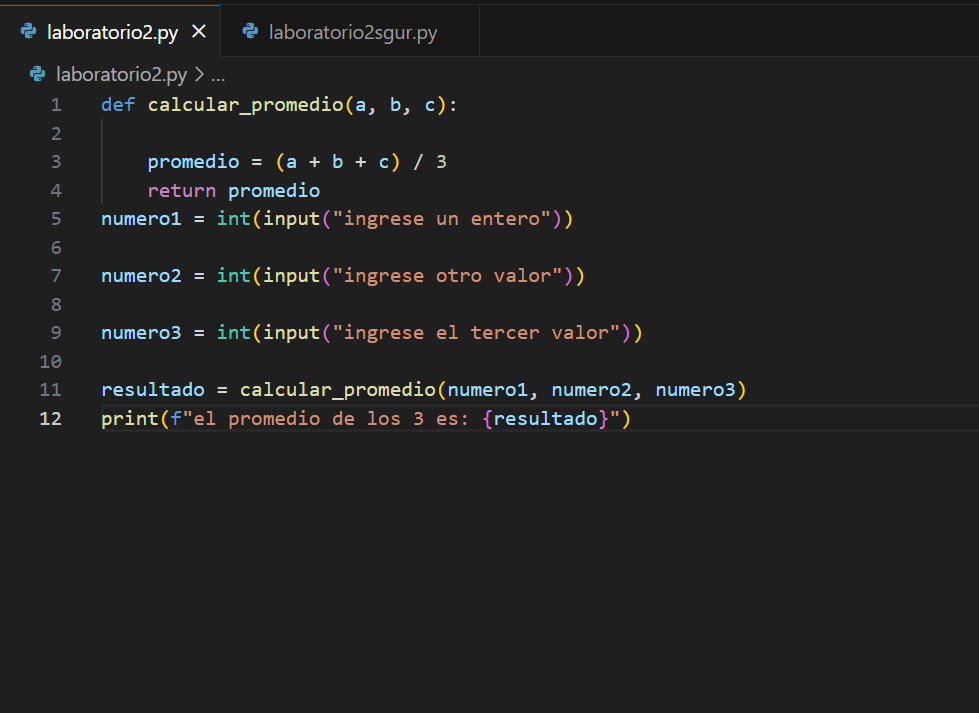 laboratorio2.py
laboratorio2sgur.py
laboratorio2.py > ...
1 def calcular_promedio(a, b, c):
2
3     promedio = (a + b + c) / 3
4     return promedio
5 numero1 = int(input("ingrese un entero"))
6
7 numero2 = int(input("ingrese otro valor"))
8
9 numero3 = int(input("ingrese el tercer valor"))
10
11 resultado = calcular_promedio(numero1, numero2, numero3)
12 print(f"el promedio de los 3 es: {resultado}")